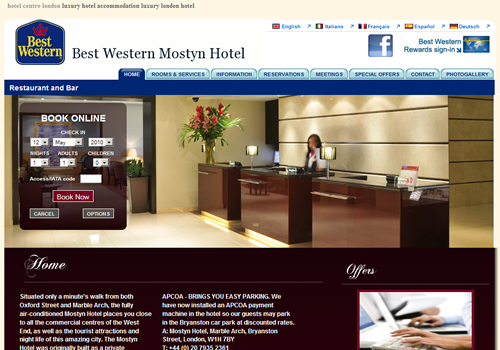 hotel centre london luxury hotel accommodation luxury london hotel
English Italiano Français Español Deutsch
Best Western
Best Western Mostyn Hotel
Best Western Rewards sign-in
HOME ROOMS & SERVICES INFORMATION RESERVATIONS MEETINGS SPECIAL OFFERS CONTACT PHOTOGALLERY
Restaurant and Bar
BOOK ONLINE
CHECK IN
12 May 2010
NIGHTS ADULTS CHILDREN
1 1 0
Access/IATA code
Book Now
CANCEL OPTIONS
Home
Situated only a minute's walk from both
Oxford Street and Marble Arch, the fully
air-conditioned Mostyn Hotel places you close
to all the commercial centres of the West
End, as well as the tourist attractions and
night life of this amazing city. The Mostyn
Hotel was originally built as a private
APCOA - BRINGS YOU EASY PARKING. We
have now installed an APCOA payment
machine in the hotel so our guests may park
in the Bryanston car park at discounted rates.
A: Mostyn Hotel, Marble Arch, Bryanston
Street, London, W1H 7BY
T: +44 (0) 20 7935 2361
Offers